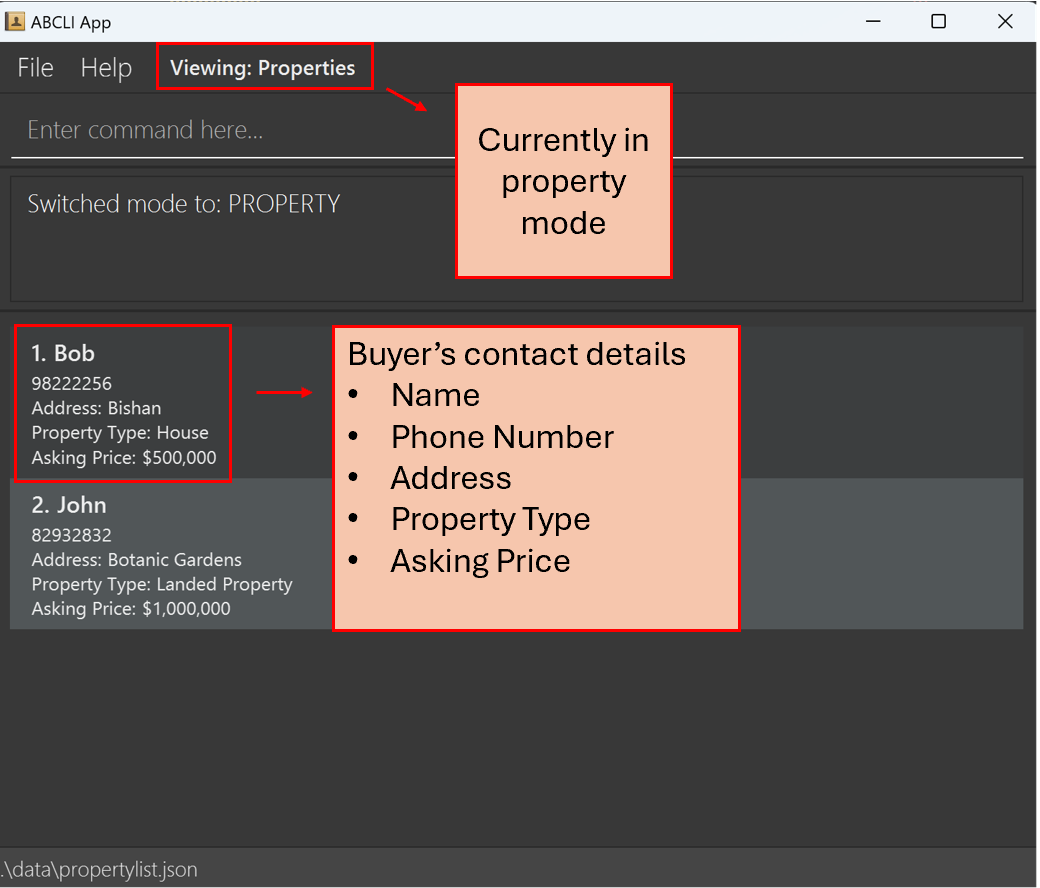 ABCLI App
File Help Viewing: Properties
Enter command here...
Currently in
property
mode
Switched mode to: PROPERTY
1. Bob
98222256
Address: Bishan
Property Type: House
Asking Price: $500,000
Buyer’s contact details
• Name
• Phone Number
• Address
• Property Type
• Asking Price
2. John
82932832
Address: Botanic Gardens
Property Type: Landed Property
Asking Price: $1,000,000
.\data\propertylist.json